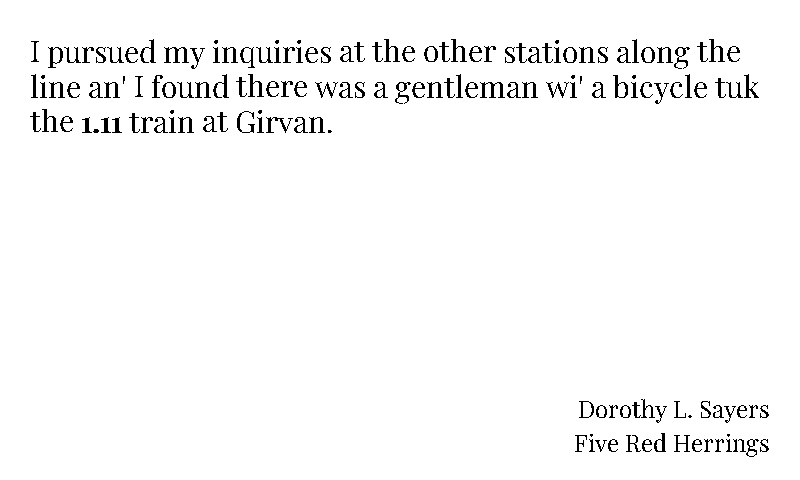 I pursued my inquiries at the other stations along the
line an' I found there was a gentleman wi' a bicycle tuk
the 1.11 train at Girvan.
Dorothy L. Sayers
Five Red Herrings